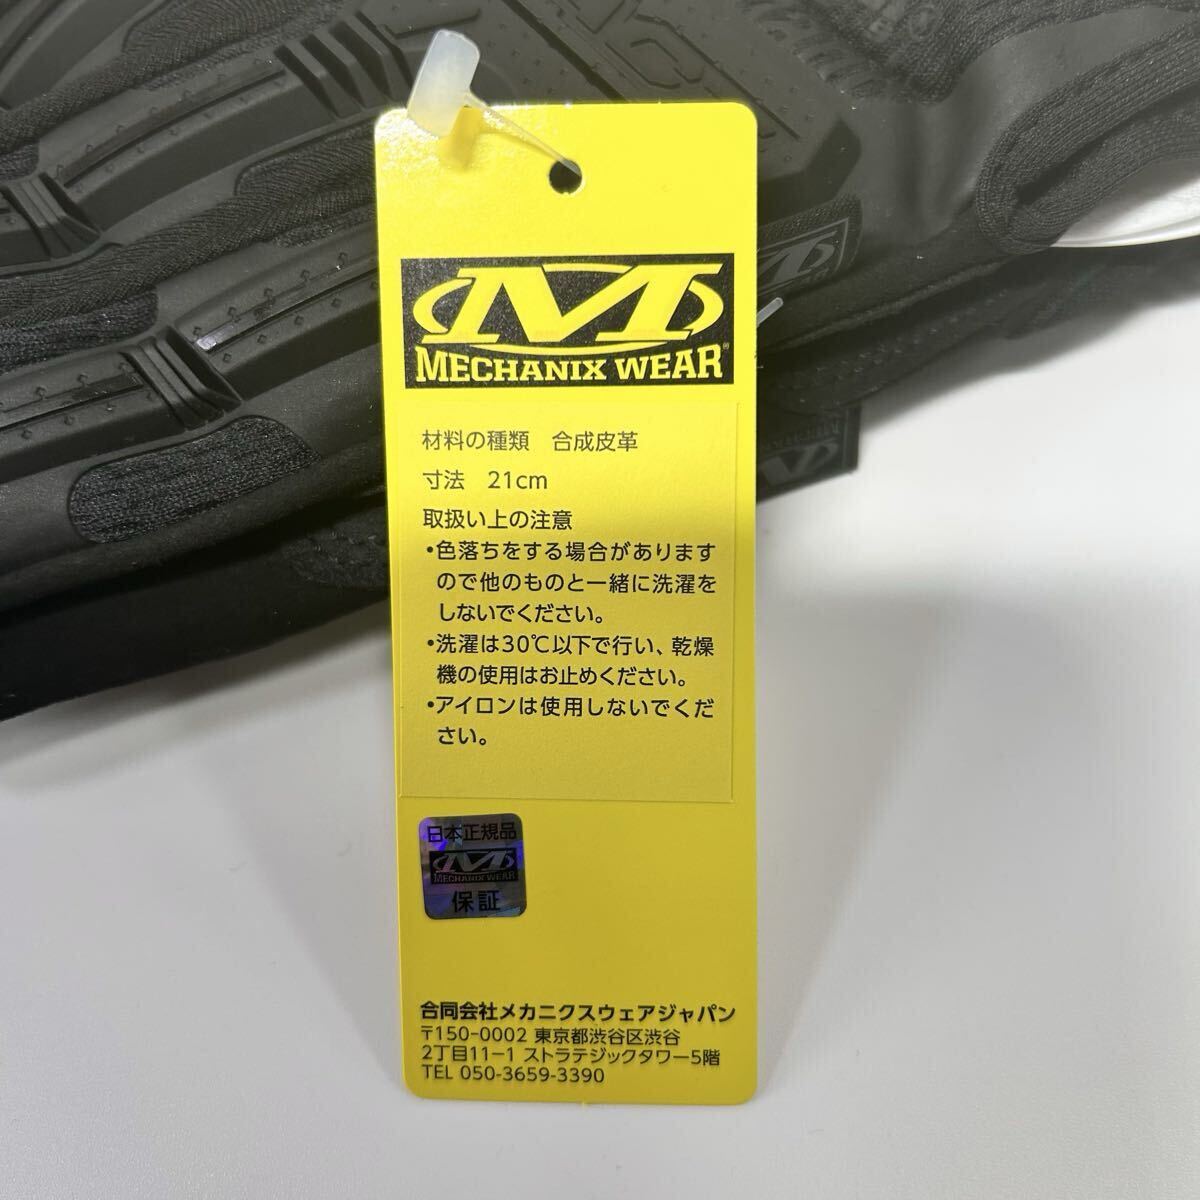 MECHANIX WEAR®
材料の種類 合成皮革
寸法 21cm
取扱い上の注意
・色落ちをする場合があります
ので他のものと一緒に洗濯を
しないでください。
・洗濯は30℃以下で行い、乾燥
機の使用はお止めください。
・アイロンは使用しないでくだ
さい。
日本正規品
MECHANIX WEAR
保証
合同会社メカニクスウェアジャパン
〒150-0002 東京都渋谷区渋谷
2丁目11-1 ストラテジックタワー5階
TEL 050-3659-3390